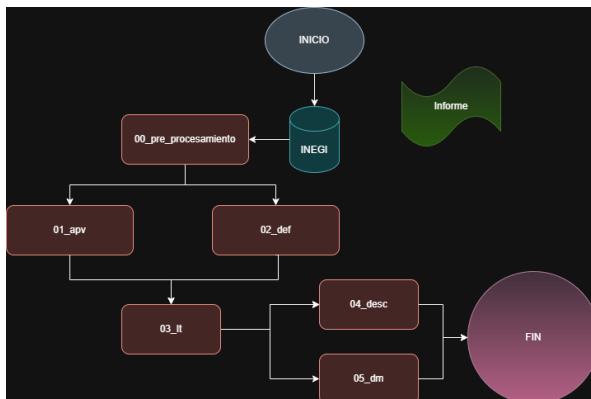 INICIO
Informe
00_pre_procesamiento
INEGI
01_apv
02_def
03_lt
04_desc
05_dm
FIN